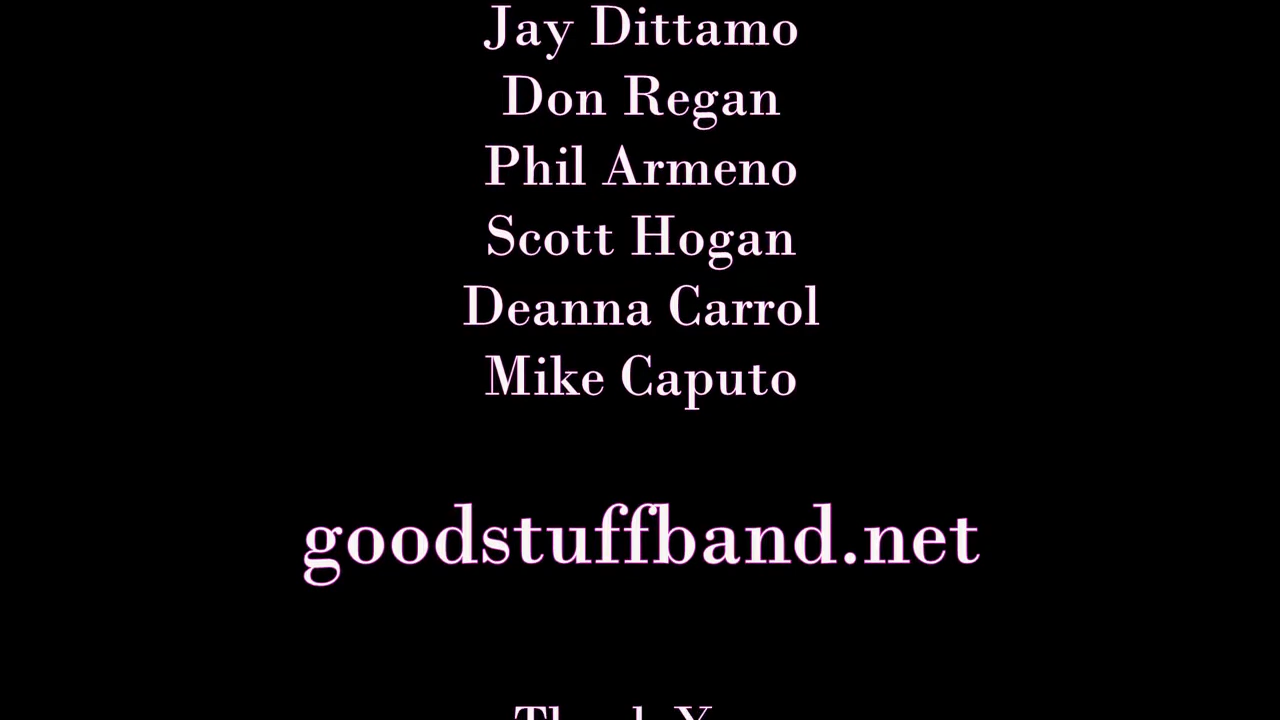 Jay Dittamo
Don Regan
Phil Armeno
Scott Hogan
Deanna Carrol
Mike Caputo
goodstuffband.net